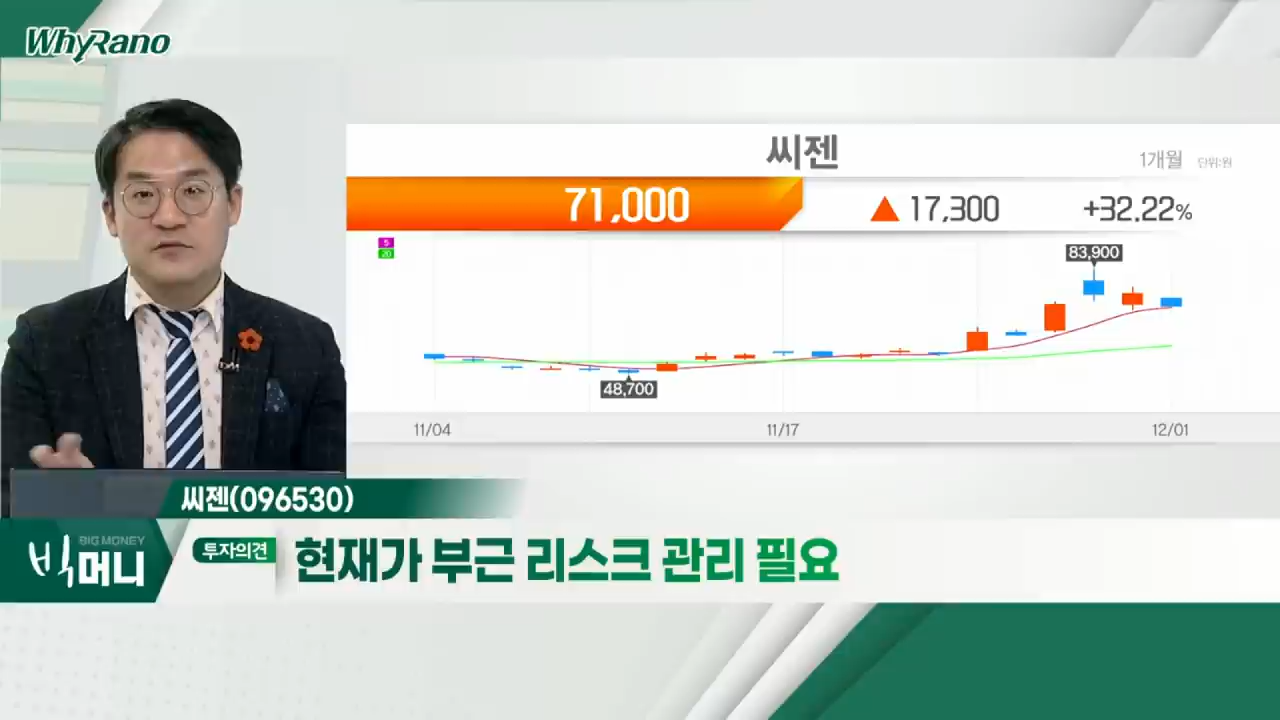 WhyRano
씨젠
1개월 단위:원
71,000 ▲ 17,300 +32.22%
5
20
83,900
48,700
11/04 11/17 12/01
씨젠(096530)
BIG MONEY
빅머니
투자의견
현재가 부근 리스크 관리 필요